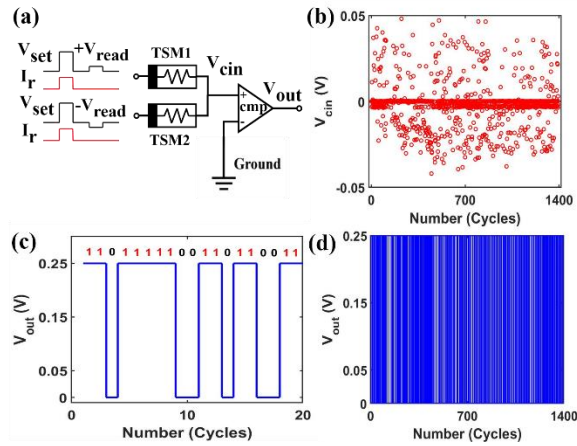 (a)
V_set +V_read
I_r
V_set -V_read
I_r
TSM1
TSM2
V_cin
+
cmp
-
V_out
Ground
(b)
V_cin (V)
0.05
0
-0.05
0 700 1400
Number (Cycles)
(c)
1 1 0 1 1 1 1 1 0 0 1 1 0 1 1 0 0 1 1
V_out (V)
0.25
0.15
0.05
0
0 10 20
Number (Cycles)
(d)
V_out (V)
0.25
0.15
0.05
0
0 700 1400
Number (Cycles)